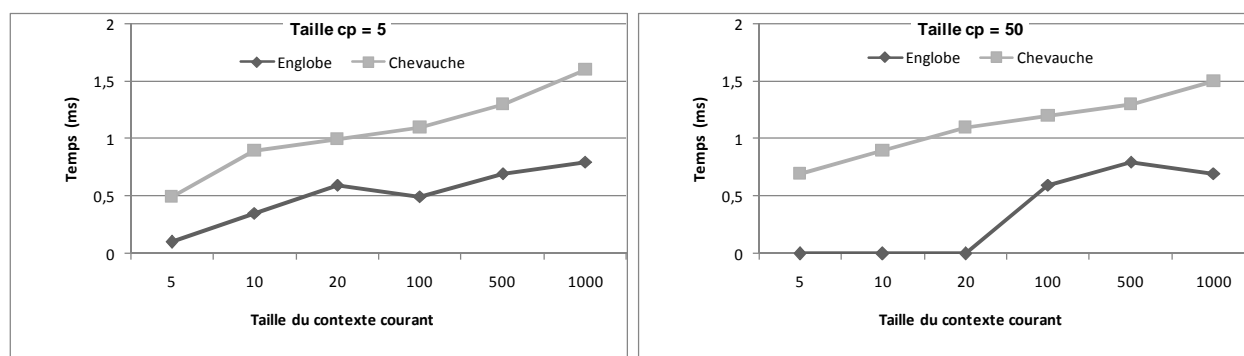 Taille cp = 5
Englobe Chevauche
2
1,5
1
0,5
0
Temps (ms)
5 10 20 100 500 1000
Taille du contexte courant
Taille cp = 50
Englobe Chevauche
2
1,5
1
0,5
0
Temps (ms)
5 10 20 100 500 1000
Taille du contexte courant